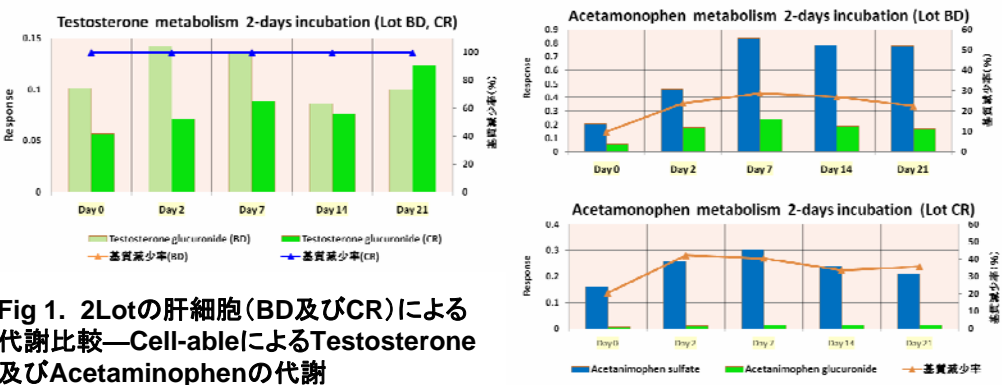 Testosterone metabolism 2-days incubation (Lot BD, CR)
0.15
0.1
0.05
0
Response
100
80
60
40
20
0
基質減少率(%)
Day 0 Day 2 Day 7 Day 14 Day 21
Testosterone glucuronide (BD) Testosterone glucuronide (CR)
基質減少率(BD) 基質減少率(CR)
Fig 1. 2Lotの肝細胞(BD及びCR)による
代謝比較―Cell-ableによるTestosterone
及びAcetaminophenの代謝
Acetamonophen metabolism 2-days incubation (Lot BD)
0.9
0.8
0.7
0.6
0.5
0.4
0.3
0.2
0.1
0
Response
60
50
40
30
20
10
0
基質減少率(%)
Day 0 Day 2 Day 7 Day 14 Day 21
Acetamonophen metabolism 2-days incubation (Lot CR)
0.4
0.3
0.2
0.1
0
Response
60
50
40
30
20
10
0
基質減少率(%)
Day 0 Day 2 Day 7 Day 14 Day 21
Acetanimophen sulfate Acetanimophen glucuronide 基質減少率